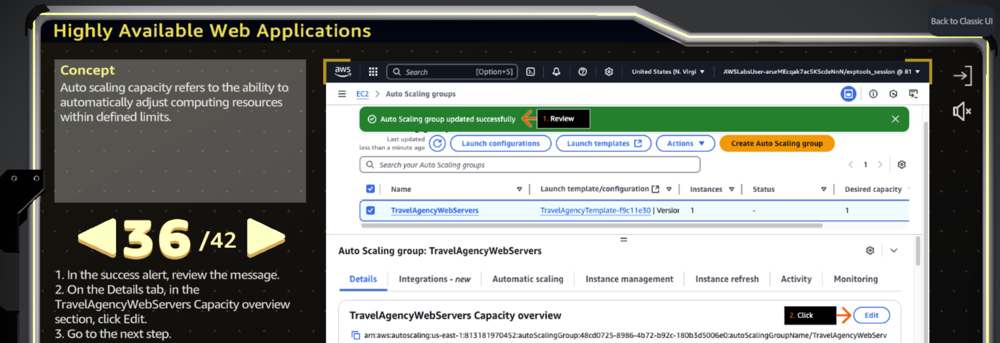 Back to Classic UI
Highly Available Web Applications
Concept
Auto scaling capacity refers to the ability to
automatically adjust computing resources
within defined limits.
36 /42
1. In the success alert, review the message.
2. On the Details tab, in the
TravelAgencyWebServers Capacity overview
section, click Edit.
3. Go to the next step.
aws
Search [Option+S]
United States (N. Virgi
AWSLabsUser-arurMEcqak7ac5KScdeNnN/exptools_session @ 81
EC2 > Auto Scaling groups
Auto Scaling group updated successfully
1. Review
Last updated
less than a minute ago
Launch configurations
Launch templates
Actions
Create Auto Scaling group
Search your Auto Scaling groups
1
Name Launch template/configuration Instances Status Desired capacity
TravelAgencyWebServers TravelAgencyTemplate-f9c11e30 | Version 1 - 1
Auto Scaling group: TravelAgencyWebServers
Details Integrations - new Automatic scaling Instance management Instance refresh Activity Monitoring
TravelAgencyWebServers Capacity overview
2. Click
Edit
arn:aws:autoscaling:us-east-1:813181970452:autoScalingGroup:48cd0725-8986-4b72-b92c-180b3d5006e0:autoScalingGroupName/TravelAgencyWebServ